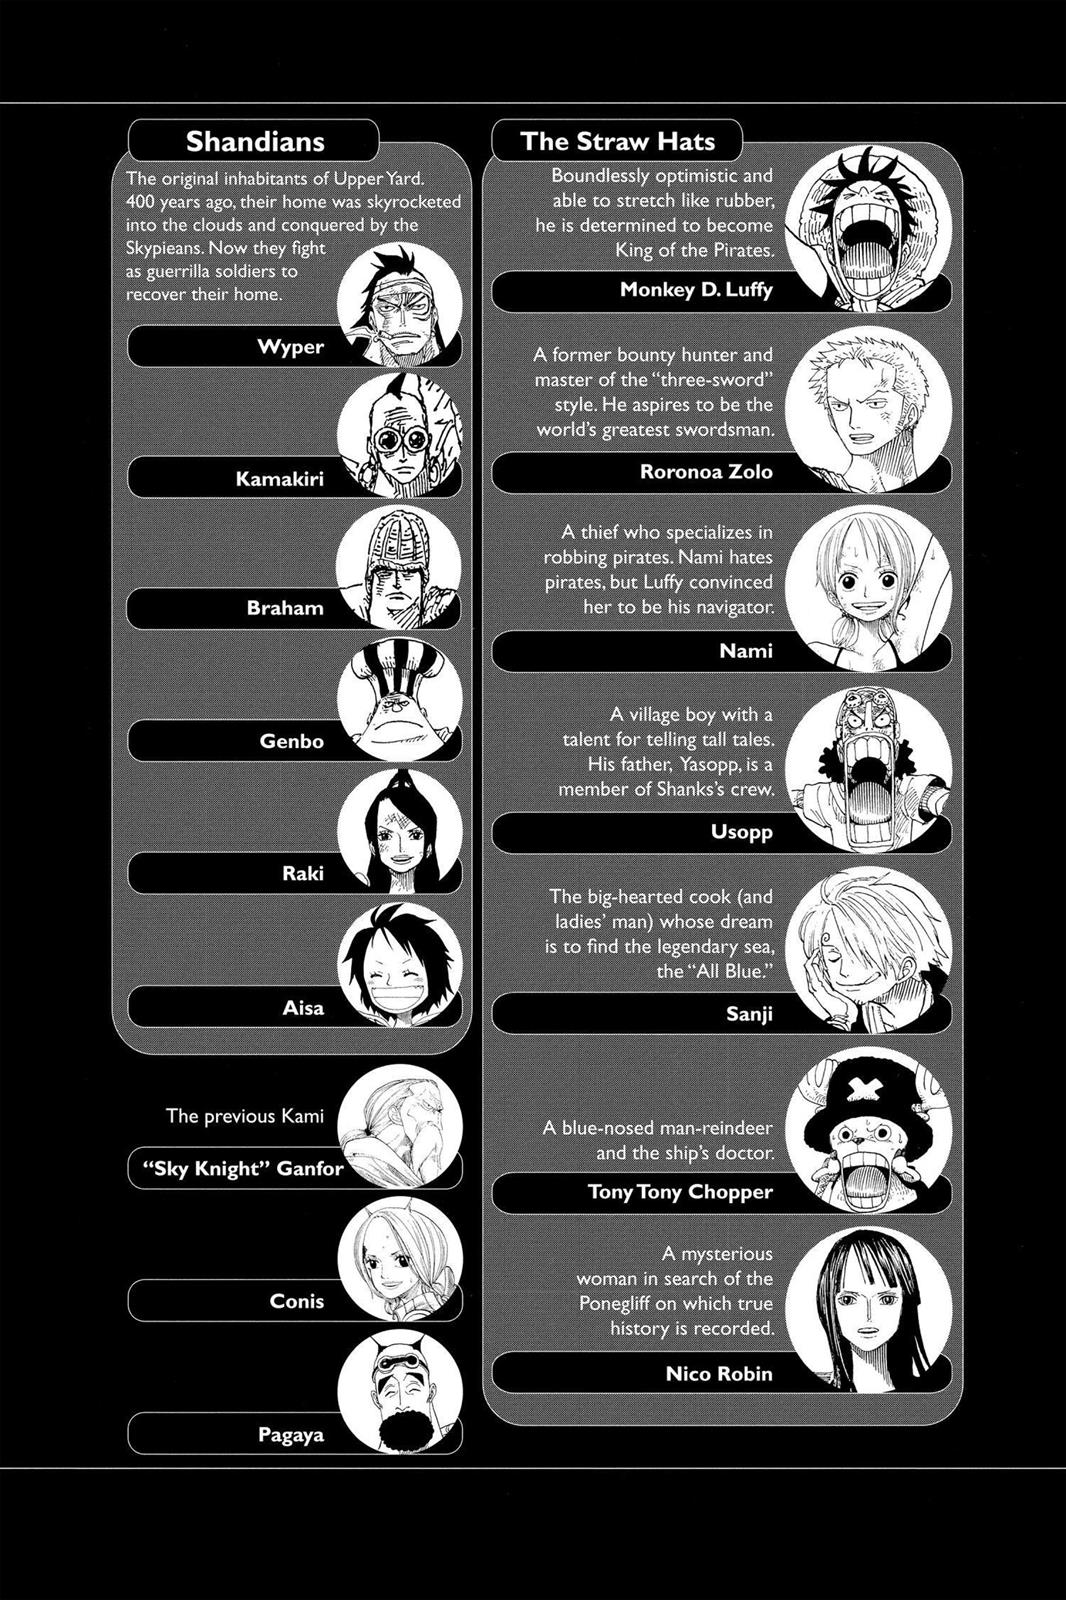 Shandians
The original inhabitants of Upper Yard.
400 years ago, their home was skyrocketed
into the clouds and conquered by the
Skypieans. Now they fight
as guerrilla soldiers to
recover their home.
Wyper
Kamakiri
Braham
Genbo
Raki
Aisa
The previous Kami
“Sky Knight” Ganfor
Conis
Pagaya
The Straw Hats
Boundlessly optimistic and
able to stretch like rubber,
he is determined to become
King of the Pirates.
Monkey D. Luffy
A former bounty hunter and
master of the “three-sword”
style. He aspires to be the
world’s greatest swordsman.
Roronoa Zolo
A thief who specializes in
robbing pirates. Nami hates
pirates, but Luffy convinced
her to be his navigator.
Nami
A village boy with a
talent for telling tall tales.
His father, Yasopp, is a
member of Shanks’s crew.
Usopp
The big-hearted cook (and
ladies’ man) whose dream
is to find the legendary sea,
the “All Blue.”
Sanji
A blue-nosed man-reindeer
and the ship’s doctor.
Tony Tony Chopper
A mysterious
woman in search of the
Ponegliff on which true
history is recorded.
Nico Robin